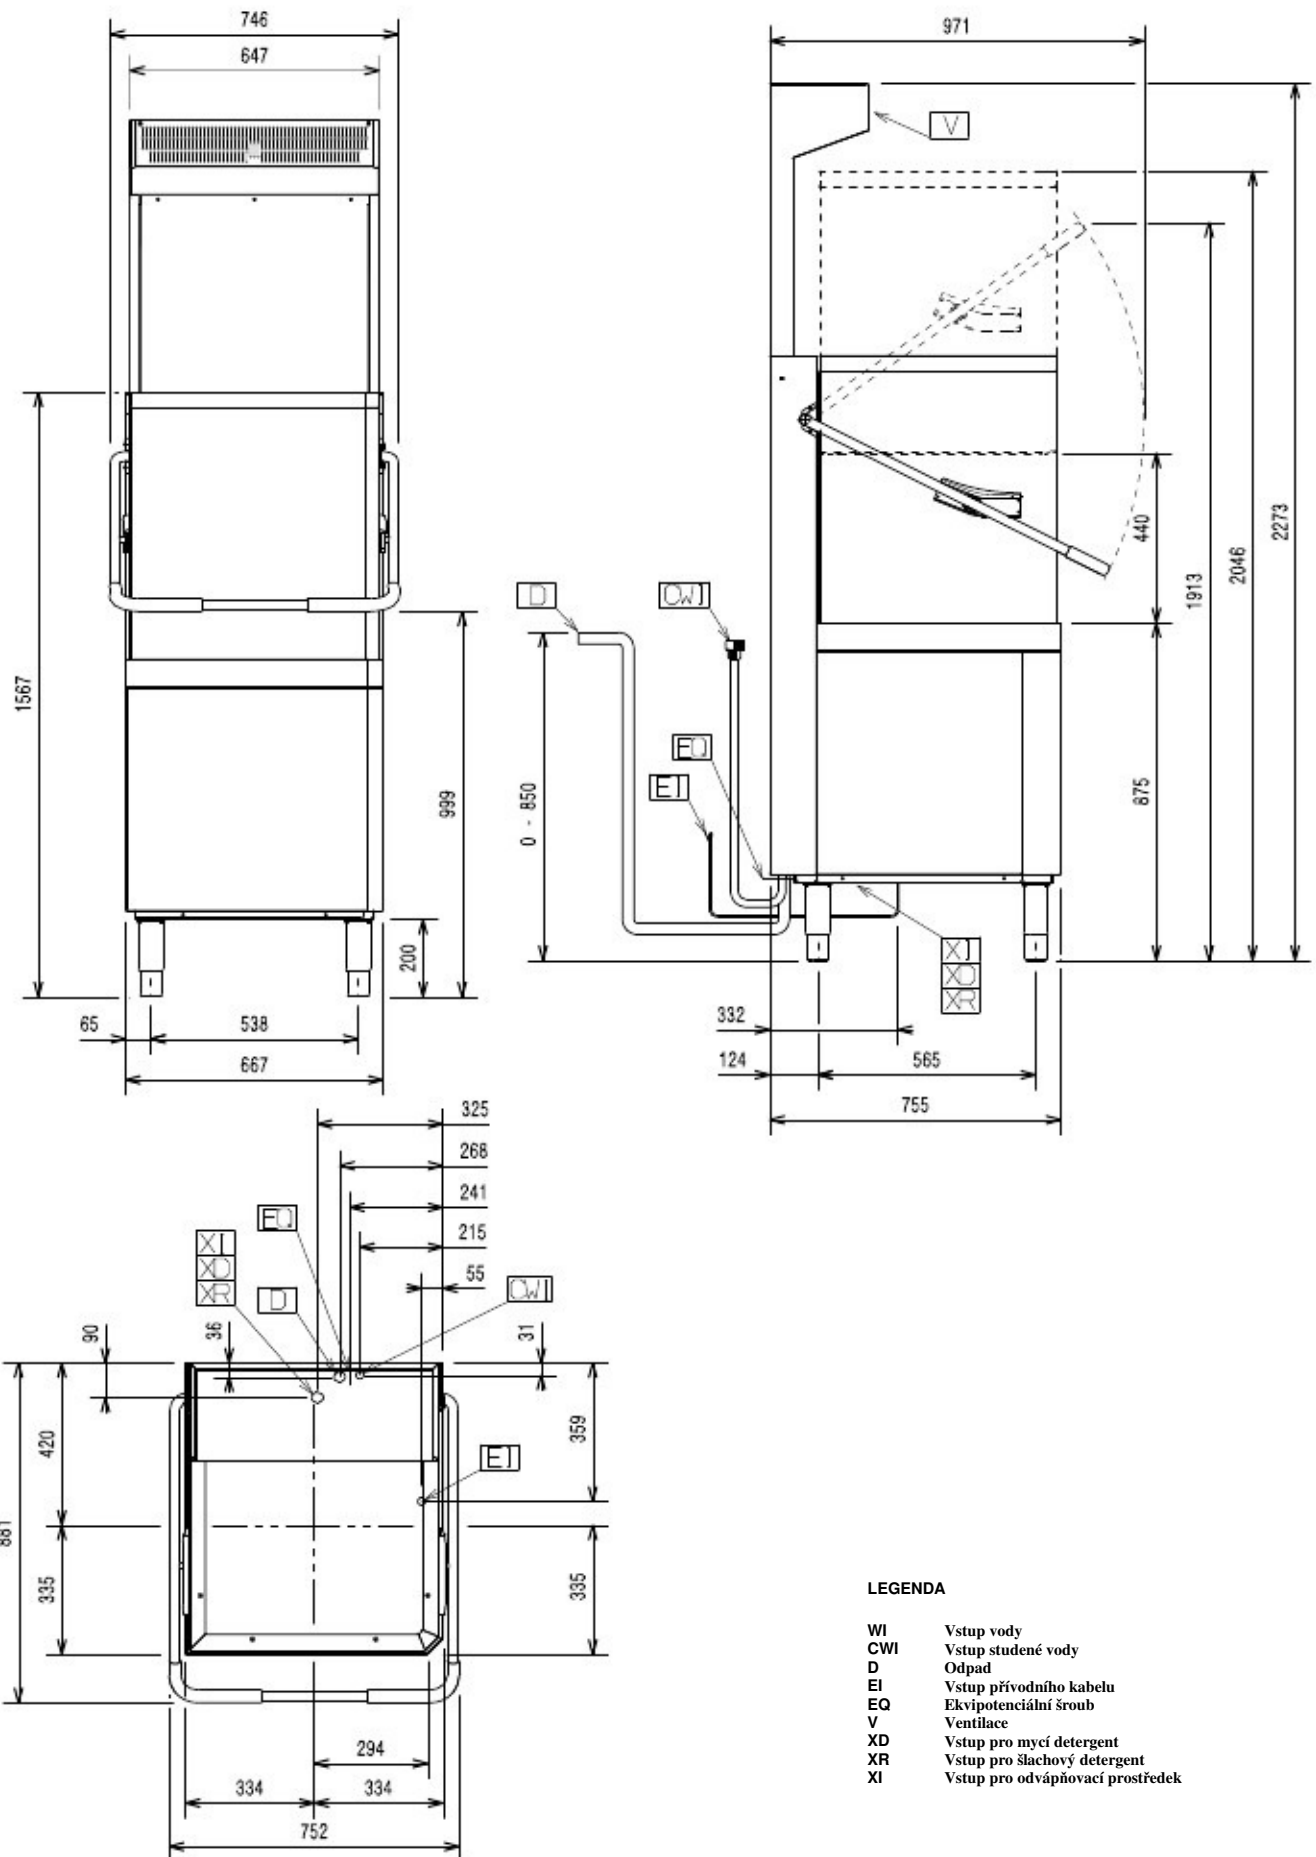 746
647
1567
999
200
65
538
667
971
V
2273
2046
1913
440
875
D
CWI
EQ
EI
0 - 850
XI
XD
XR
332
124
565
755
325
268
241
215
55
EQ
XI
XD
XR
D
CWI
90
36
31
420
359
EI
881
335
335
294
334
334
752
LEGENDA
WI Vstup vody
CWI Vstup studené vody
D Odpad
EI Vstup přívodního kabelu
EQ Ekvipotenciální šroub
V Ventilace
XD Vstup pro mycí detergent
XR Vstup pro šlachový detergent
XI Vstup pro odvápňovací prostředek